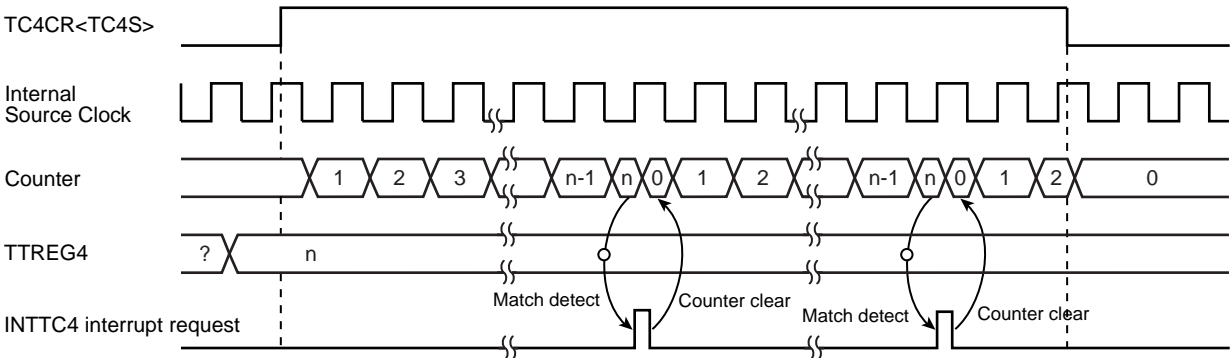 TC4CR<TC4S>
Internal
Source Clock
Counter
1 2 3 n-1 n 0 1 2 n-1 n 0 1 2 0
TTREG4
? n
Match detect Counter clear Match detect Counter clear
INTTC4 interrupt request